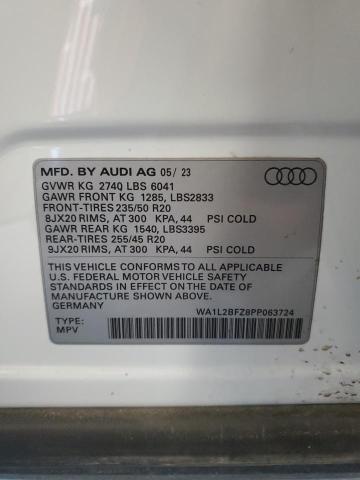 MFD. BY AUDI AG 05/ 23
GVWR KG 2740 LBS 6041
GAWR FRONT KG 1285, LBS2833
FRONT-TIRES 235/50 R20
8JX20 RIMS, AT 300 KPA, 44 PSI COLD
GAWR REAR KG 1540, LBS3395
REAR-TIRES 255/45 R20
9JX20 RIMS, AT 300 KPA, 44 PSI COLD
THIS VEHICLE CONFORMS TO ALL APPLICABLE
U.S. FEDERAL MOTOR VEHICLE SAFETY
STANDARDS IN EFFECT ON THE DATE OF
MANUFACTURE SHOWN ABOVE.
GERMANY
WA1L2BFZ8PP063724
TYPE:
MPV